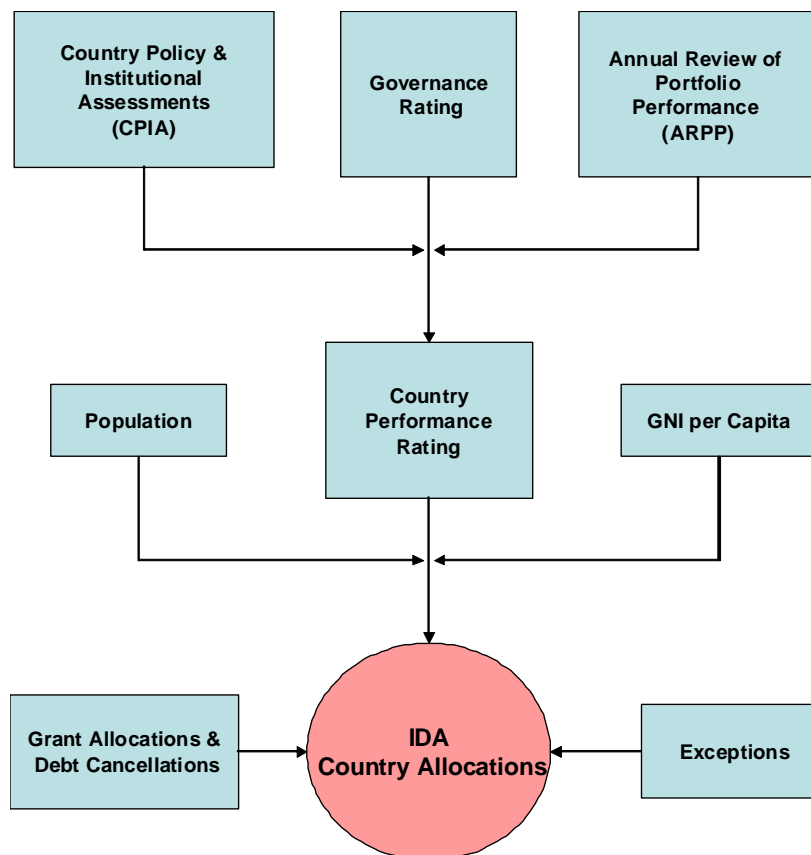 Country Policy &
Institutional
Assessments
(CPIA)
Governance
Rating
Annual Review of
Portfolio
Performance
(ARPP)
Population
Country
Performance
Rating
GNI per Capita
Grant Allocations &
Debt Cancellations
IDA
Country Allocations
Exceptions